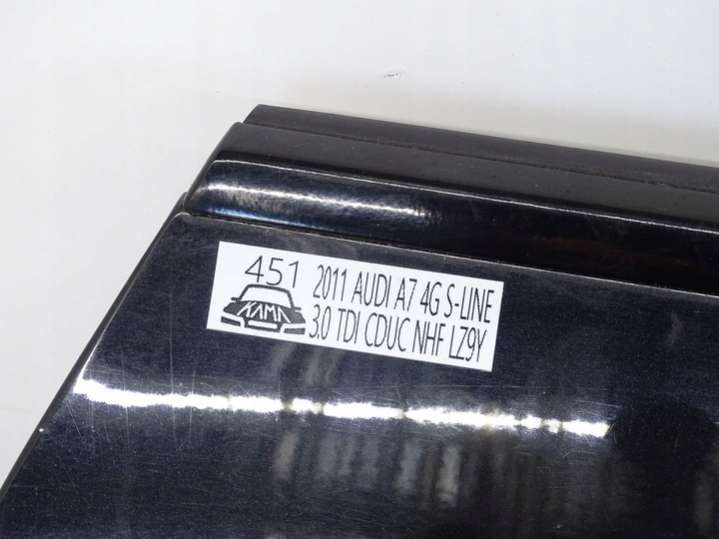 451
KAMA
2011 AUDI A7 4G S-LINE
3.0 TDI CDUC NHF LZ9Y